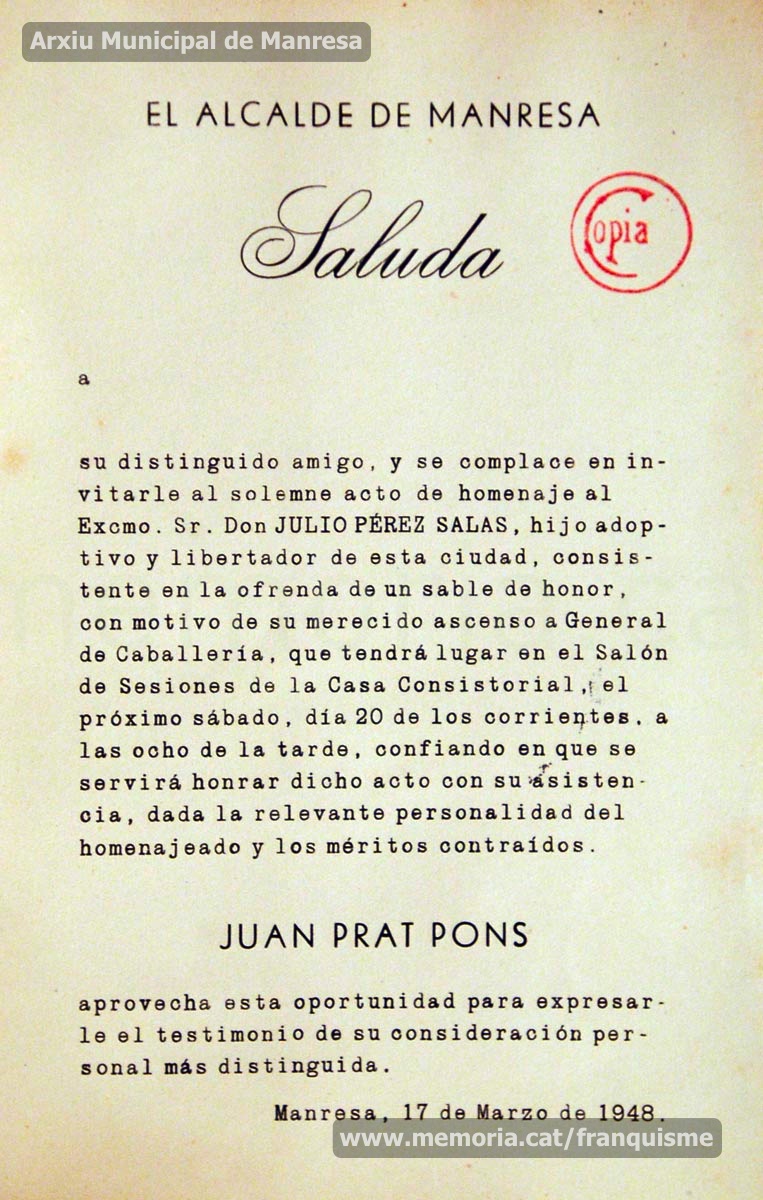 Arxiu Municipal de Manresa
EL ALCALDE DE MANRESA
Saluda
Copia
a
su distinguido amigo, y se complace en in-
vitarle al solemne acto de homenaje al
Excmo. Sr. Don JULIO PÉREZ SALAS, hijo adop-
tivo y libertador de esta ciudad, consis-
tente en la ofrenda de un sable de honor,
con motivo de su merecido ascenso a General
de Caballería, que tendrá lugar en el Salón
de Sesiones de la Casa Consistorial, el
próximo sábado, día 20 de los corrientes, a
las ocho de la tarde, confiando en que se
servirá honrar dicho acto con su asisten-
cia, dada la relevante personalidad del
homenajeado y los méritos contraídos.
JUAN PRAT PONS
aprovecha esta oportunidad para expresar-
le el testimonio de su consideración per-
sonal más distinguida.
Manresa, 17 de Marzo de 1948.
www.memoria.cat/franquisme